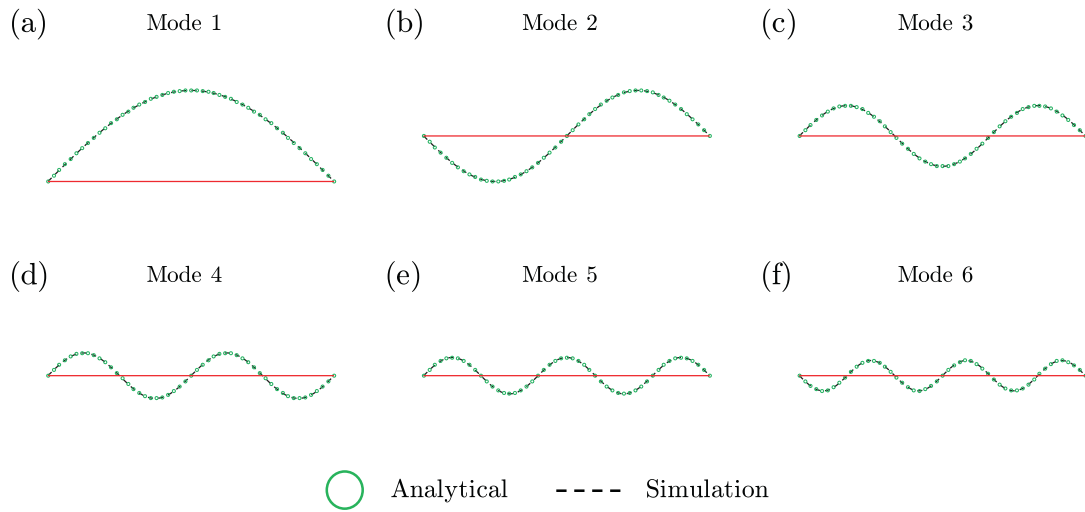 (a) Mode 1
(b) Mode 2
(c) Mode 3
(d) Mode 4
(e) Mode 5
(f) Mode 6
Analytical Simulation